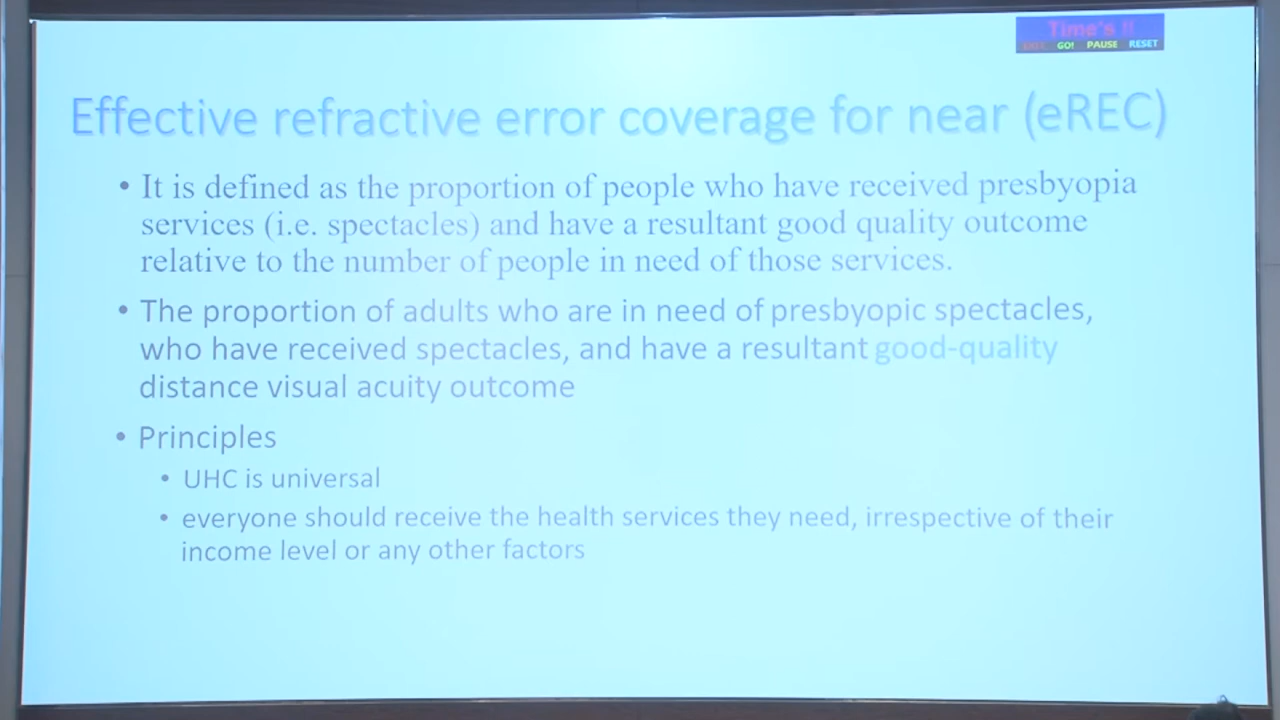 Time's !!
EXIT GO! PAUSE RESET
Effective refractive error coverage for near (eREC)
• It is defined as the proportion of people who have received presbyopia
services (i.e. spectacles) and have a resultant good quality outcome
relative to the number of people in need of those services.
• The proportion of adults who are in need of presbyopic spectacles,
who have received spectacles, and have a resultant good-quality
distance visual acuity outcome
• Principles
• UHC is universal
• everyone should receive the health services they need, irrespective of their
income level or any other factors